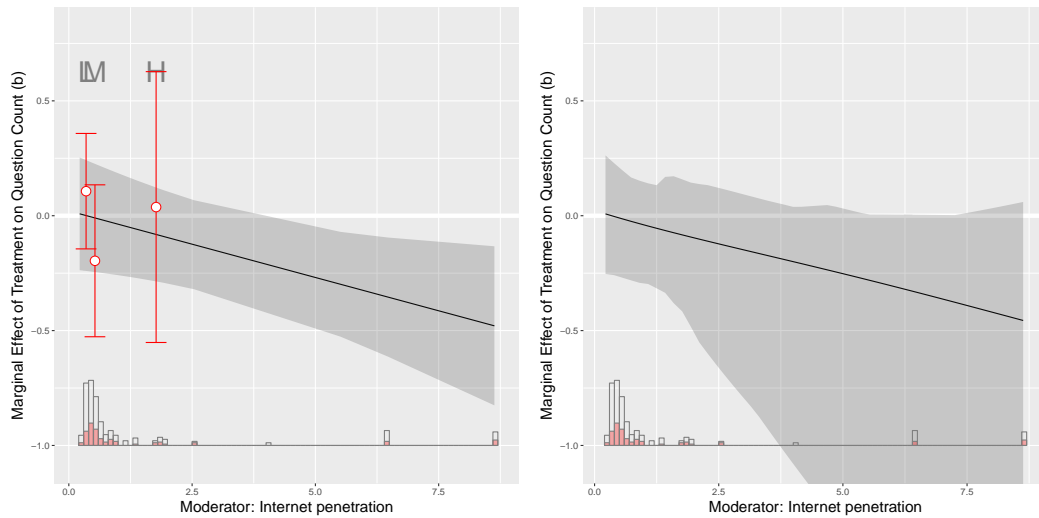 Marginal Effect of Treatment on Question Count (b)
0.5
0.0
−0.5
−1.0
L M H
0.0 2.5 5.0 7.5
Moderator: Internet penetration
Marginal Effect of Treatment on Question Count (b)
0.5
0.0
−0.5
−1.0
0.0 2.5 5.0 7.5
Moderator: Internet penetration